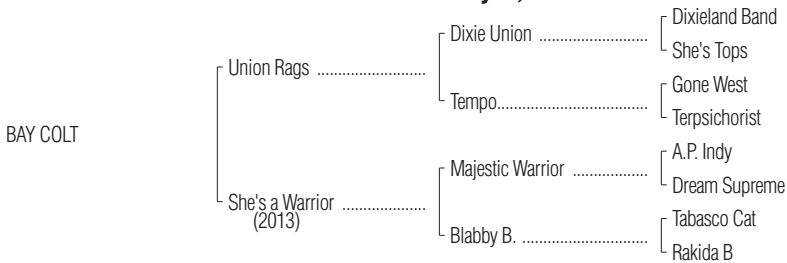 Dixieland Band
Dixie Union ..........................
She's Tops
Union Rags ..........................
Gone West
Tempo....................................
Terpsichorist
BAY COLT
A.P. Indy
Majestic Warrior ..................
Dream Supreme
She's a Warrior ....................
(2013)
Tabasco Cat
Blabby B. ..............................
Rakida B